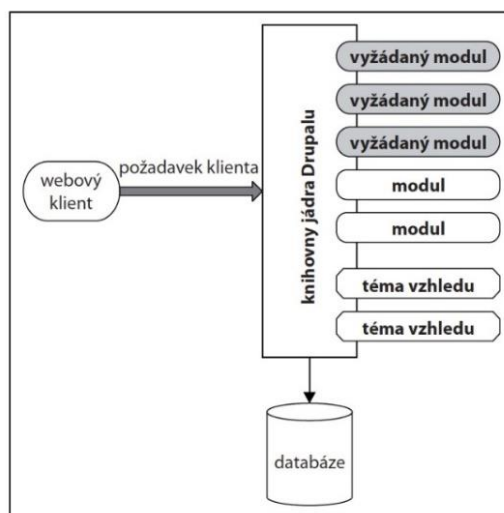 vyžádaný modul
vyžádaný modul
vyžádaný modul
modul
modul
téma vzhledu
téma vzhledu
knihovny jádra Drupalu
požadavek klienta
webový
klient
databáze